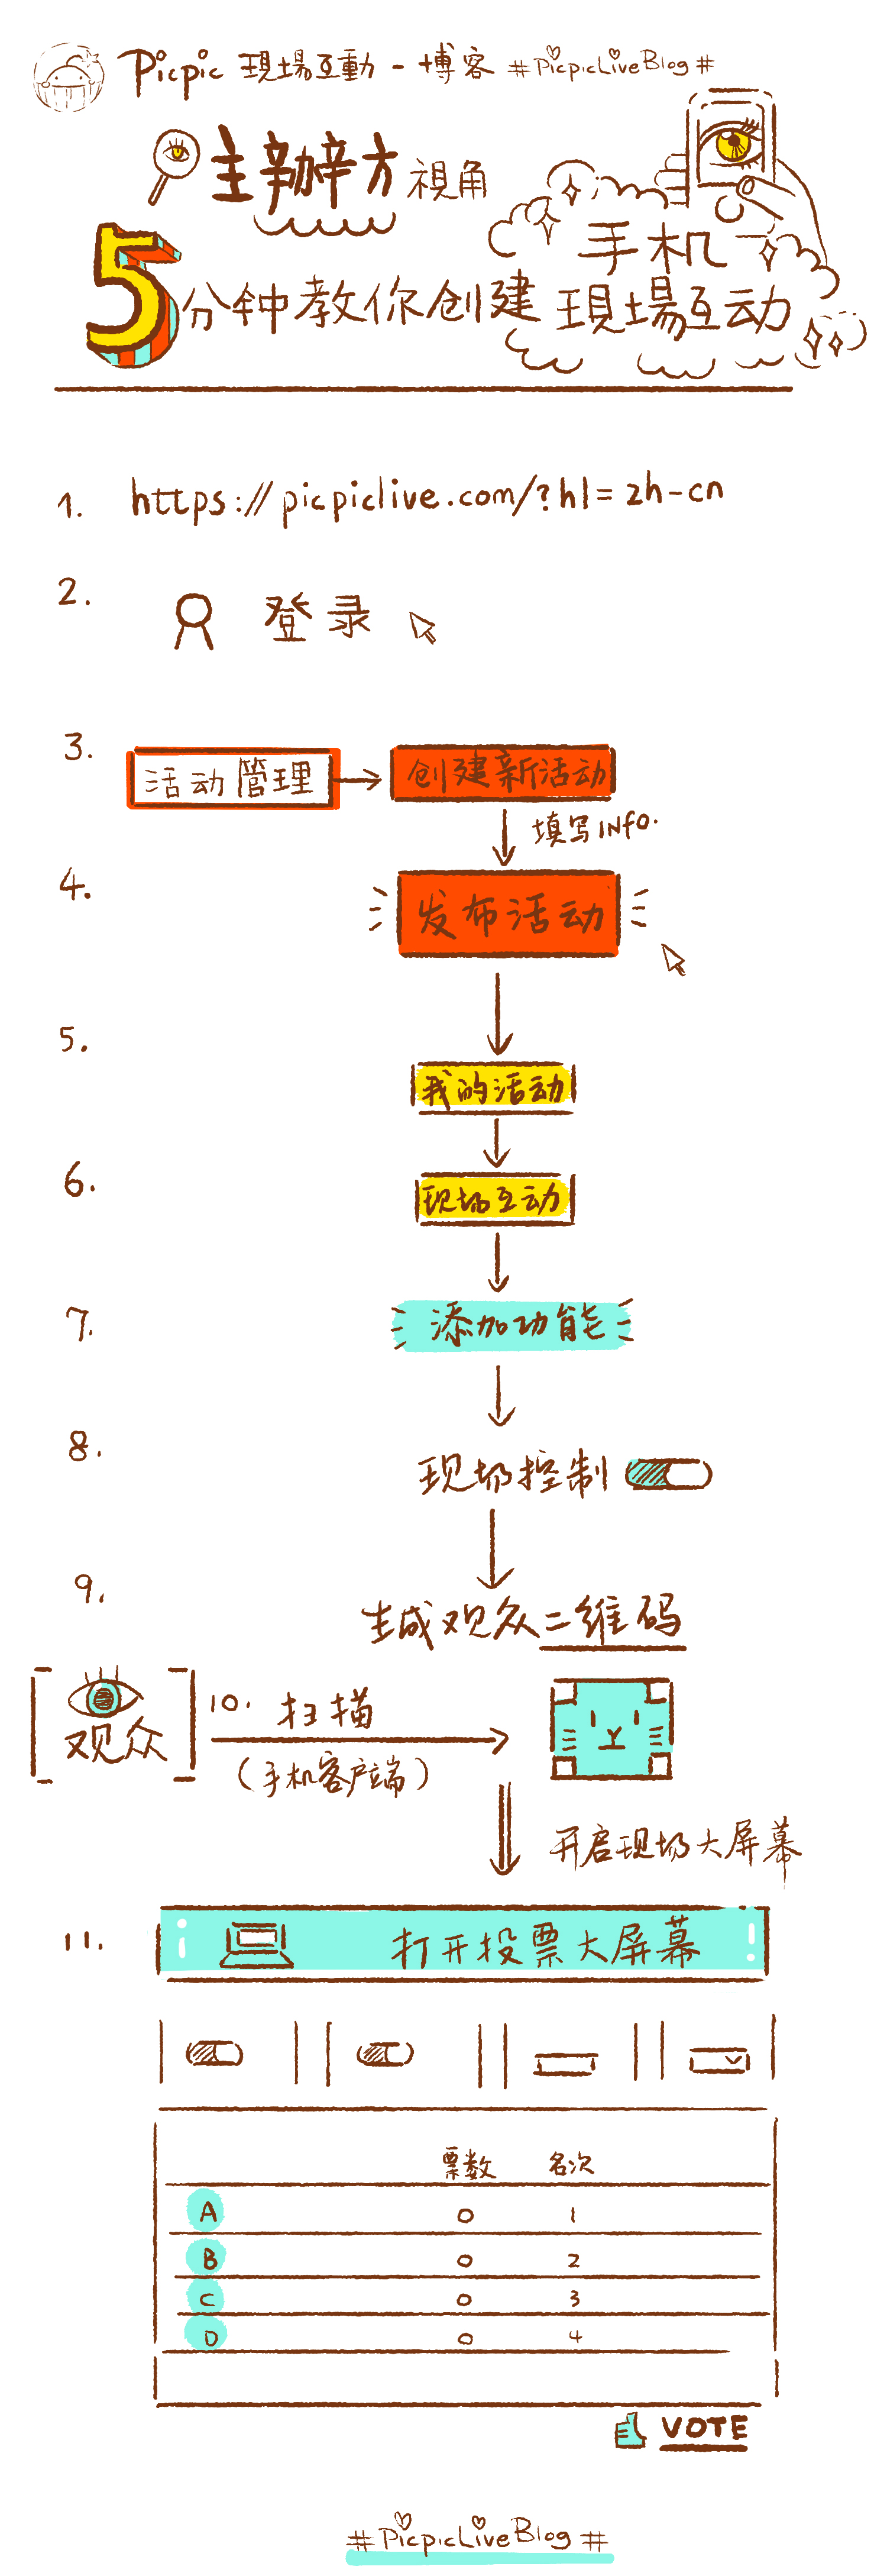 Picpic 現場互動 - 博客 #PicpicLiveBlog#
主辦方 視角
5分钟教你创建 手机
現場互动
1. https://picpiclive.com/?hl=zh-cn
2. 登录
3. 活动管理 创建新活动
填写INfO.
4. 发布活动
5. 我的活动
6. 现场互动
7. 添加功能
8. 现场控制
9. 生成观众二维码
观众 10. 扫描
(手机客户端)
开启现场大屏幕
11. 打开投票大屏幕
票数 名次
A 0 1
B 0 2
C 0 3
D 0 4
VOTE
#PicpicLiveBlog#